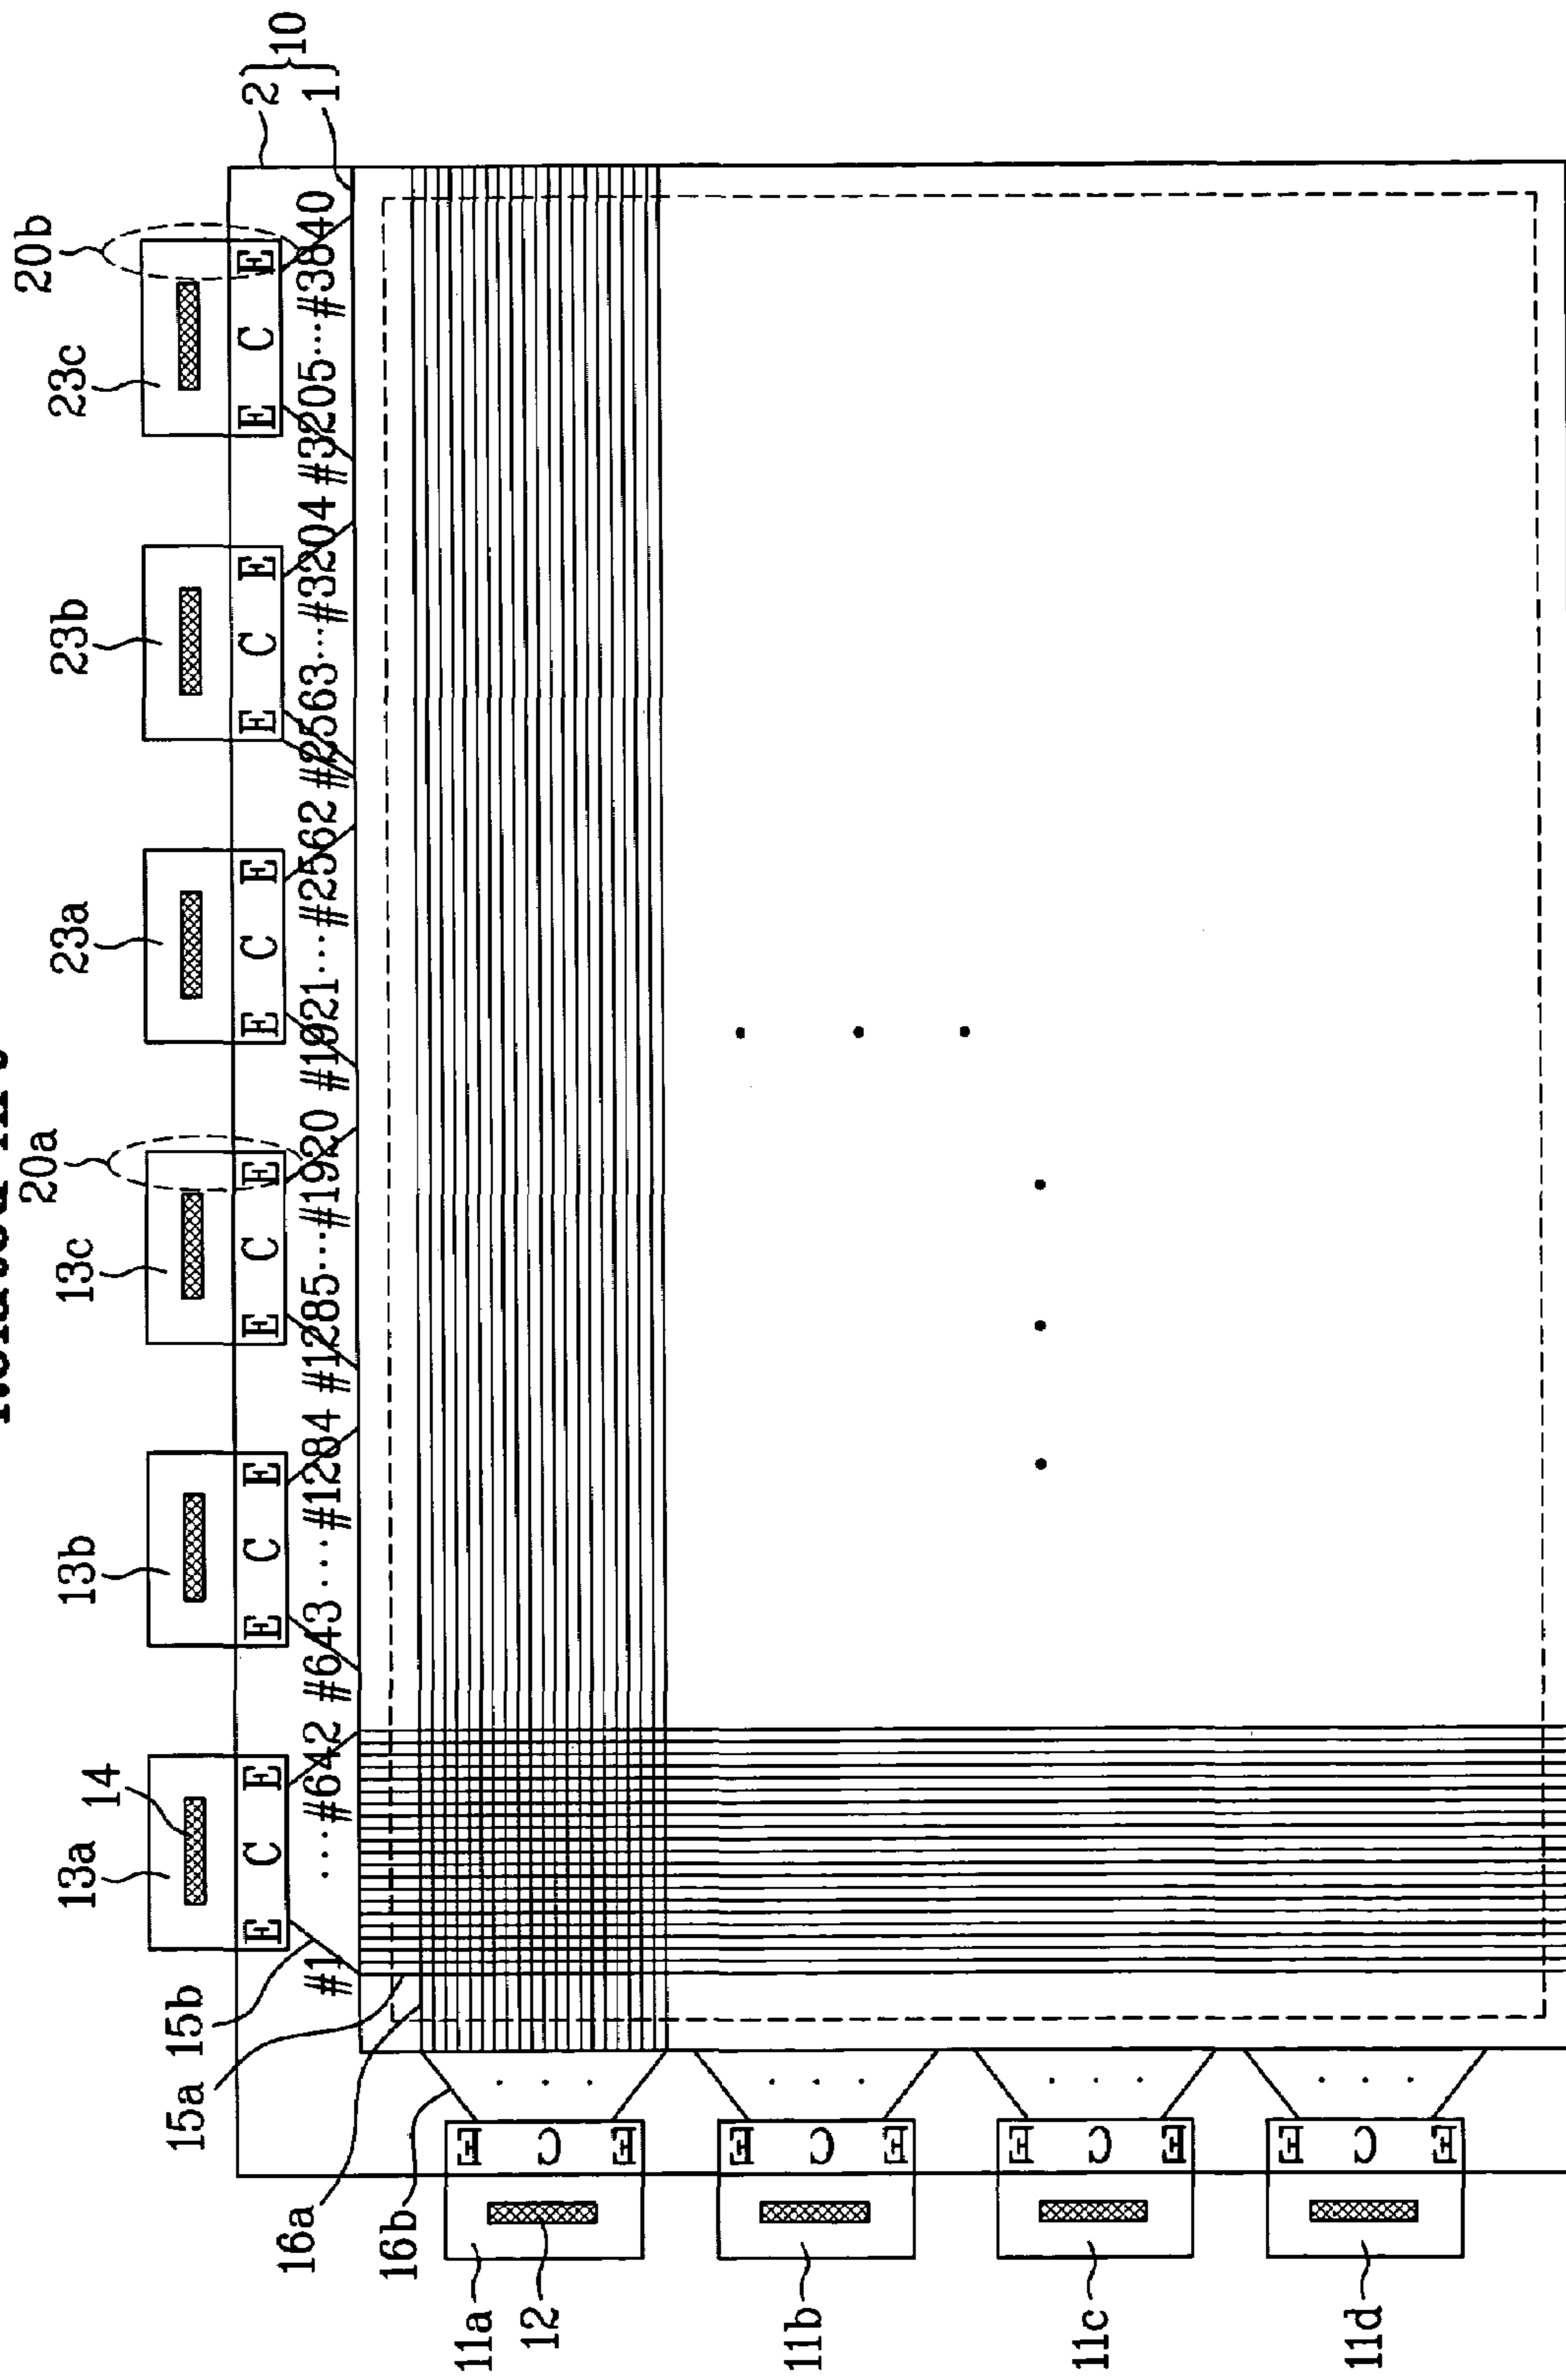 20a
20b
13a
14
13b
13c
23a
23b
23c
2
1
10
E C E
E C E
E C E
E C E
E C E
E C E
#1 ···#642
#643···#1284
#1285···#1920
#1921···#2562
#2563···#3204
#3205···#3840
15b
15a
16a
16b
11a
12
E C E
11b
E C E
11c
E C E
11d
E C E